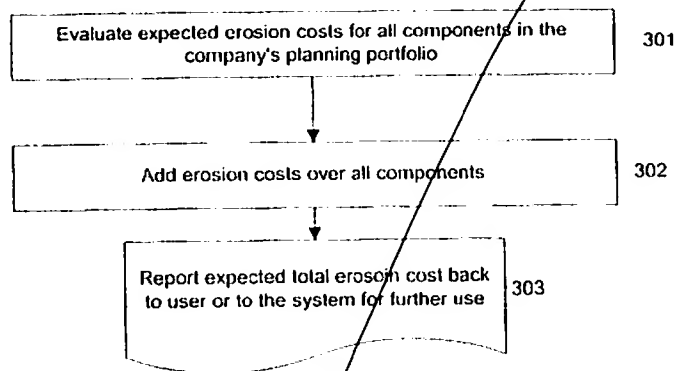 Evaluate expected erosion costs for all components in the
company's planning portfolio
301
Add erosion costs over all components
302
Report expected total erosoin cost back
to user or to the system for further use
303